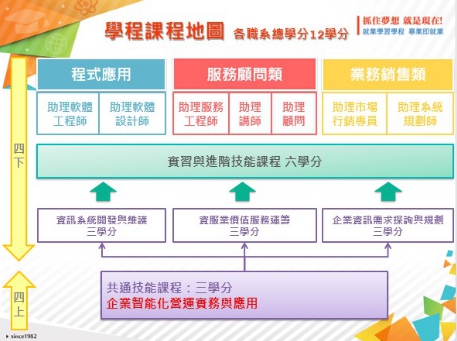 學程課程地圖 各職系總學分12學分
抓住夢想 就是現在!
就業學習學程 畢業即就業
程式應用
服務顧問類
業務銷售類
助理軟體
工程師
助理軟體
設計師
助理服務
工程師
助理
講師
助理
顧問
助理市場
行銷專員
助理系統
規劃師
四
下
實習與進階技能課程 六學分
資訊系統開發與維護
三學分
資服業價值服務運籌
三學分
企業資訊需求探詢與規劃
三學分
四
上
共通技能課程：三學分
企業智能化營運實務與應用
since1982